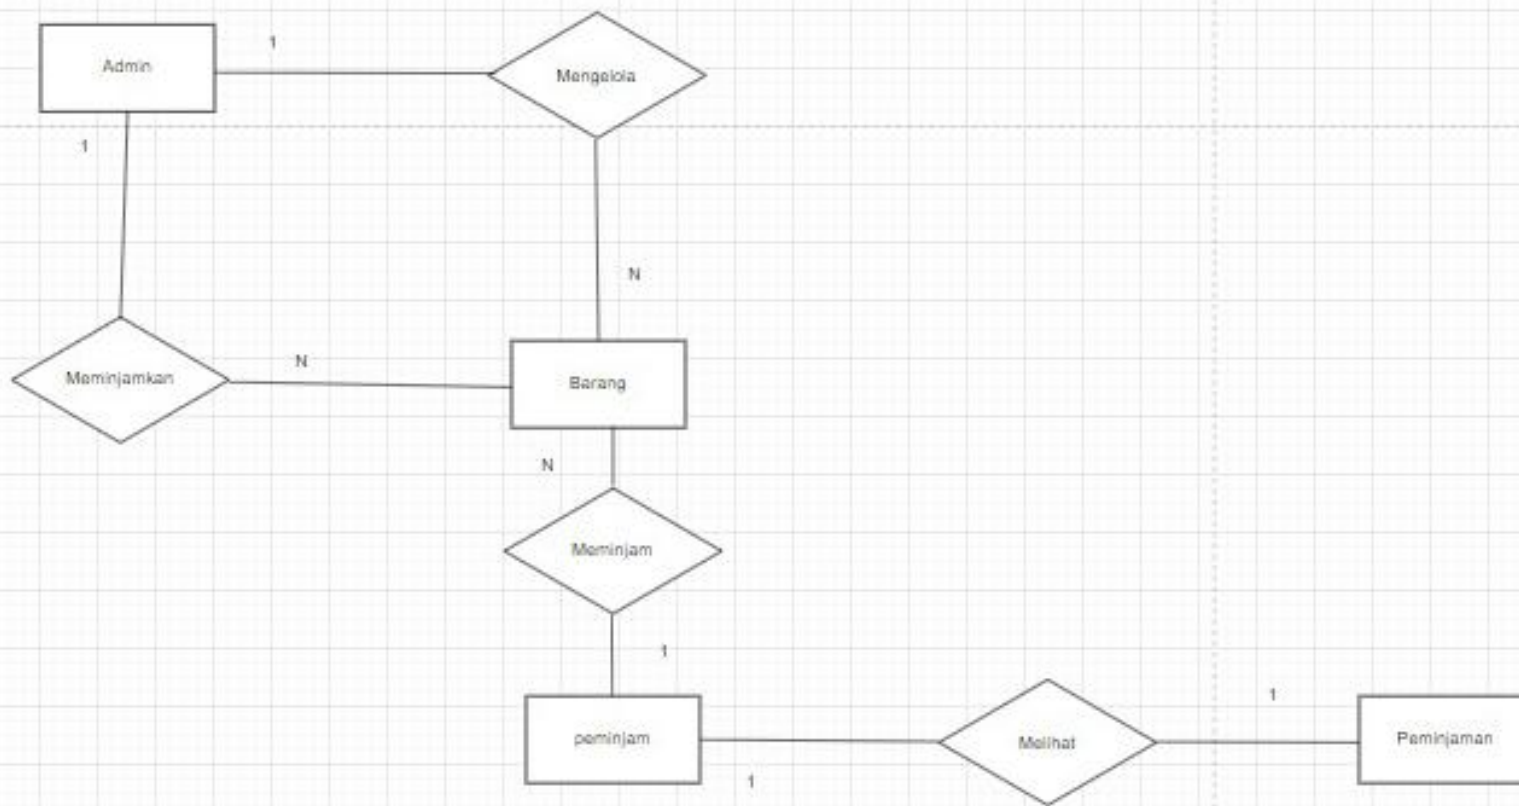 Admin
1
Mengelola
1
N
Meminjamkan
N
Barang
N
Meminjam
1
peminjam
1
Melihat
1
Peminjaman